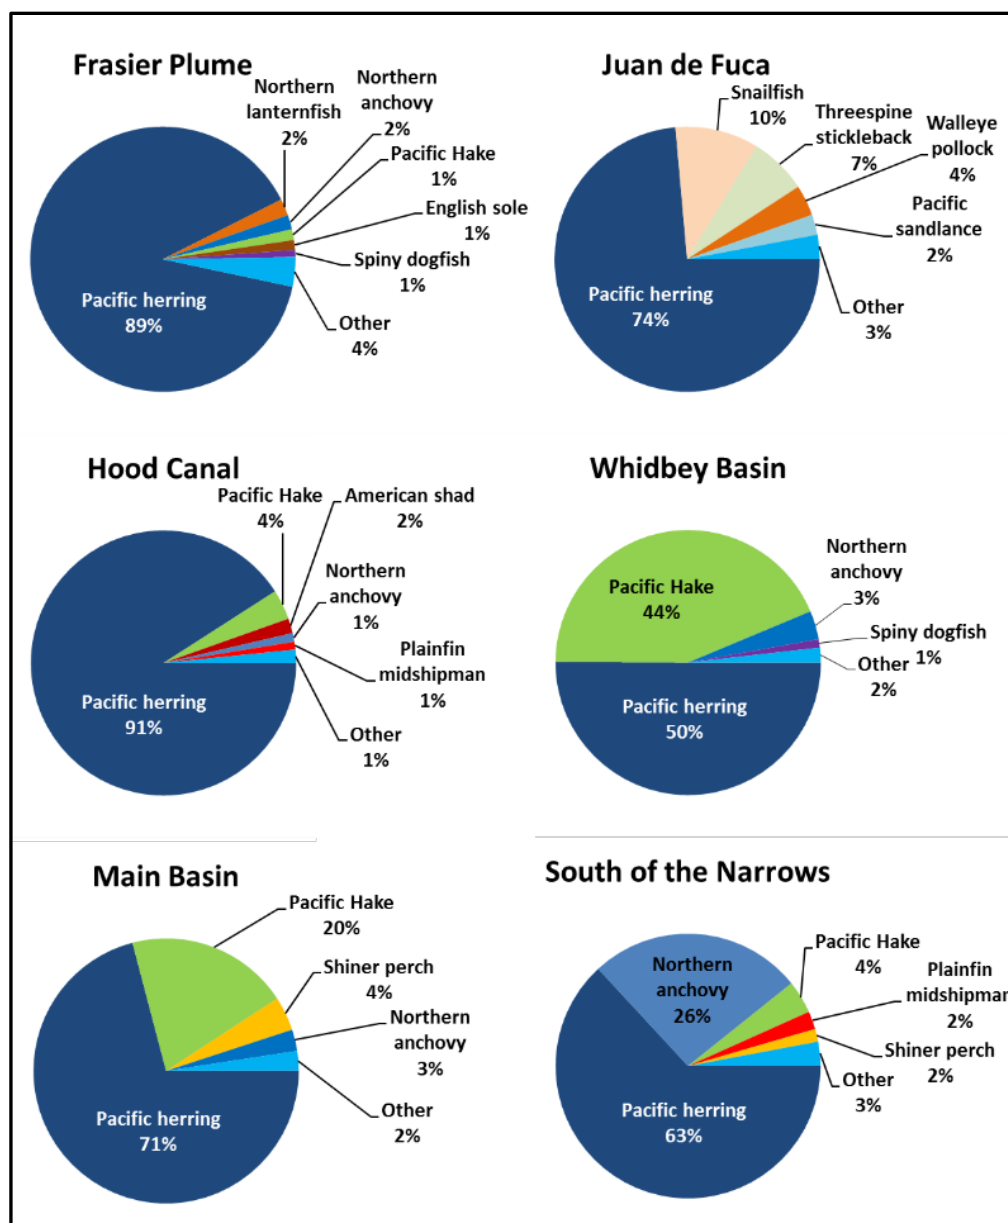 Frasier Plume
Northern
lanternfish
2%
Northern
anchovy
2%
Pacific Hake
1%
English sole
1%
Spiny dogfish
1%
Other
4%
Pacific herring
89%
Juan de Fuca
Snailfish
10%
Threespine
stickleback
7%
Walleye
pollock
4%
Pacific
sandlance
2%
Other
3%
Pacific herring
74%
Hood Canal
Pacific Hake
4%
American shad
2%
Northern
anchovy
1%
Plainfin
midshipman
1%
Other
1%
Pacific herring
91%
Whidbey Basin
Pacific Hake
44%
Northern
anchovy
3%
Spiny dogfish
1%
Other
2%
Pacific herring
50%
Main Basin
Pacific Hake
20%
Shiner perch
4%
Northern
anchovy
3%
Other
2%
Pacific herring
71%
South of the Narrows
Northern
anchovy
26%
Pacific Hake
4%
Plainfin
midshipman
2%
Shiner perch
2%
Other
3%
Pacific herring
63%